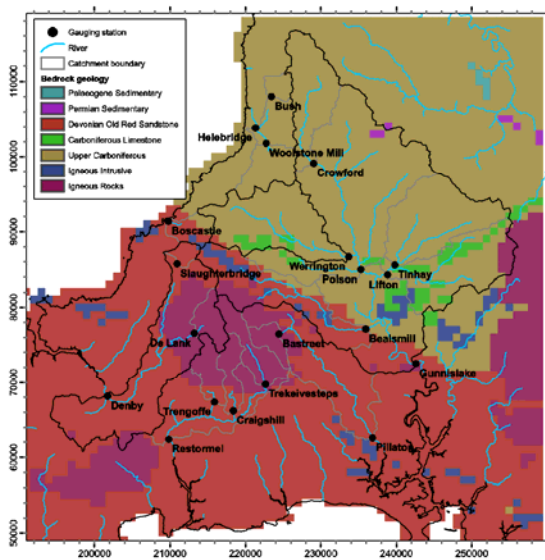 Gauging station
River
Catchment boundary
Bedrock geology
Palaeogene Sedimentary
Permian Sedimentary
Devonian Old Red Sandstone
Carboniferous Limestone
Upper Carboniferous
Igneous Intrusive
Igneous Rocks
Bush
Helebridge
Woolstone Mill
Crowford
Boscastle
Werrington
Slaughterbridge
Polson
Tinhay
Lifton
De Lank
Bastreet
Bealsmill
Gunnislake
Trekeivesteps
Denby
Trengoffe
Craigshill
Restormel
Pillaton
110000
100000
90000
80000
70000
60000
50000
200000 210000 220000 230000 240000 250000